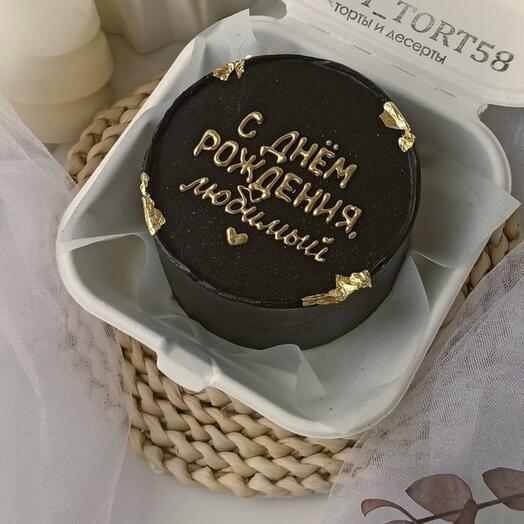 _TORT58
торты и десерты
С ДНЁМ
РОЖДЕНИЯ,
любимый